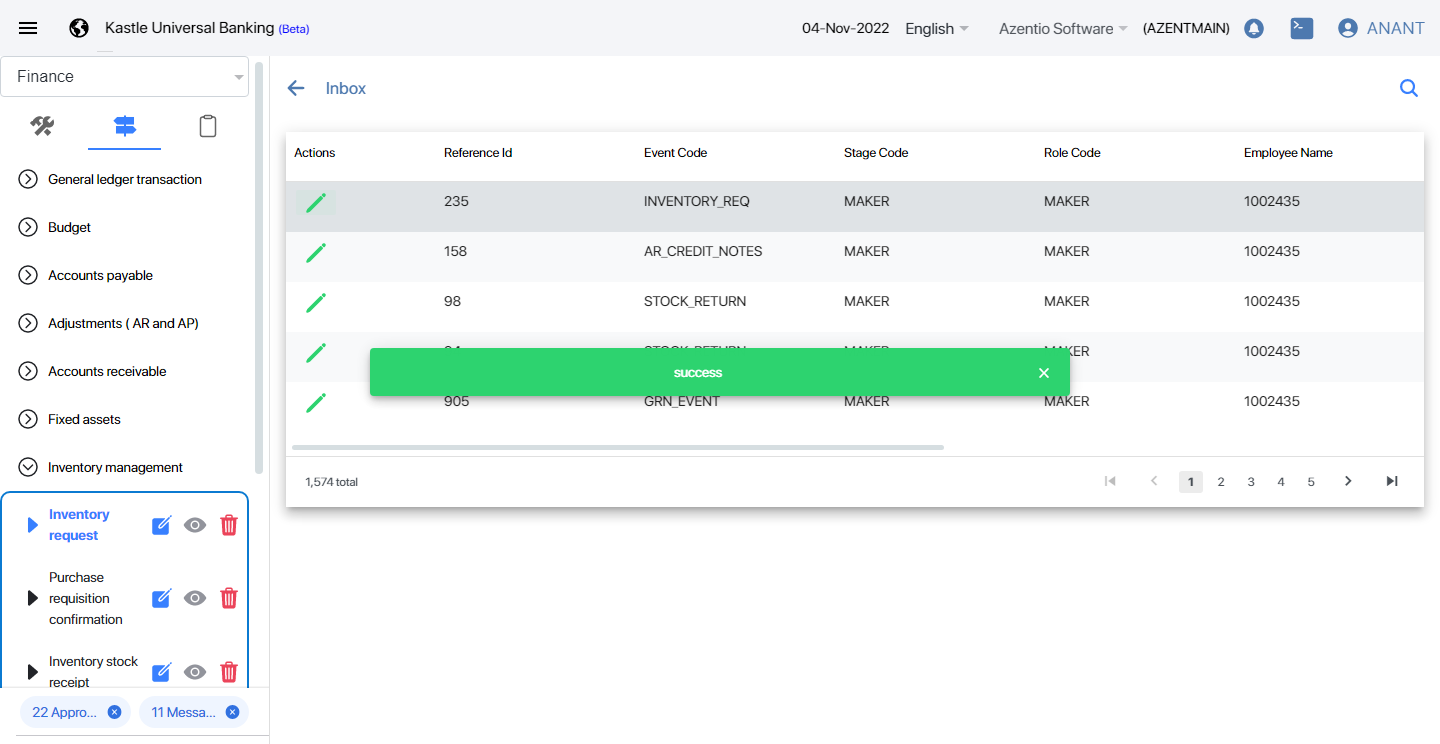 Kastle Universal Banking (Beta)
04-Nov-2022 English Azentio Software (AZENTMAIN) ANANT
Finance
General ledger transaction
Budget
Accounts payable
Adjustments ( AR and AP)
Accounts receivable
Fixed assets
Inventory management
Inventory
request
Purchase
requisition
confirmation
Inventory stock
receipt
22 Appro...
11 Messa...
Inbox
Actions Reference Id Event Code Stage Code Role Code Employee Name
235 INVENTORY_REQ MAKER MAKER 1002435
158 AR_CREDIT_NOTES MAKER MAKER 1002435
98 STOCK_RETURN MAKER MAKER 1002435
STOCK_RETURN MAKER MAKER 1002435
success
905 GRN_EVENT MAKER MAKER 1002435
1,574 total
1 2 3 4 5